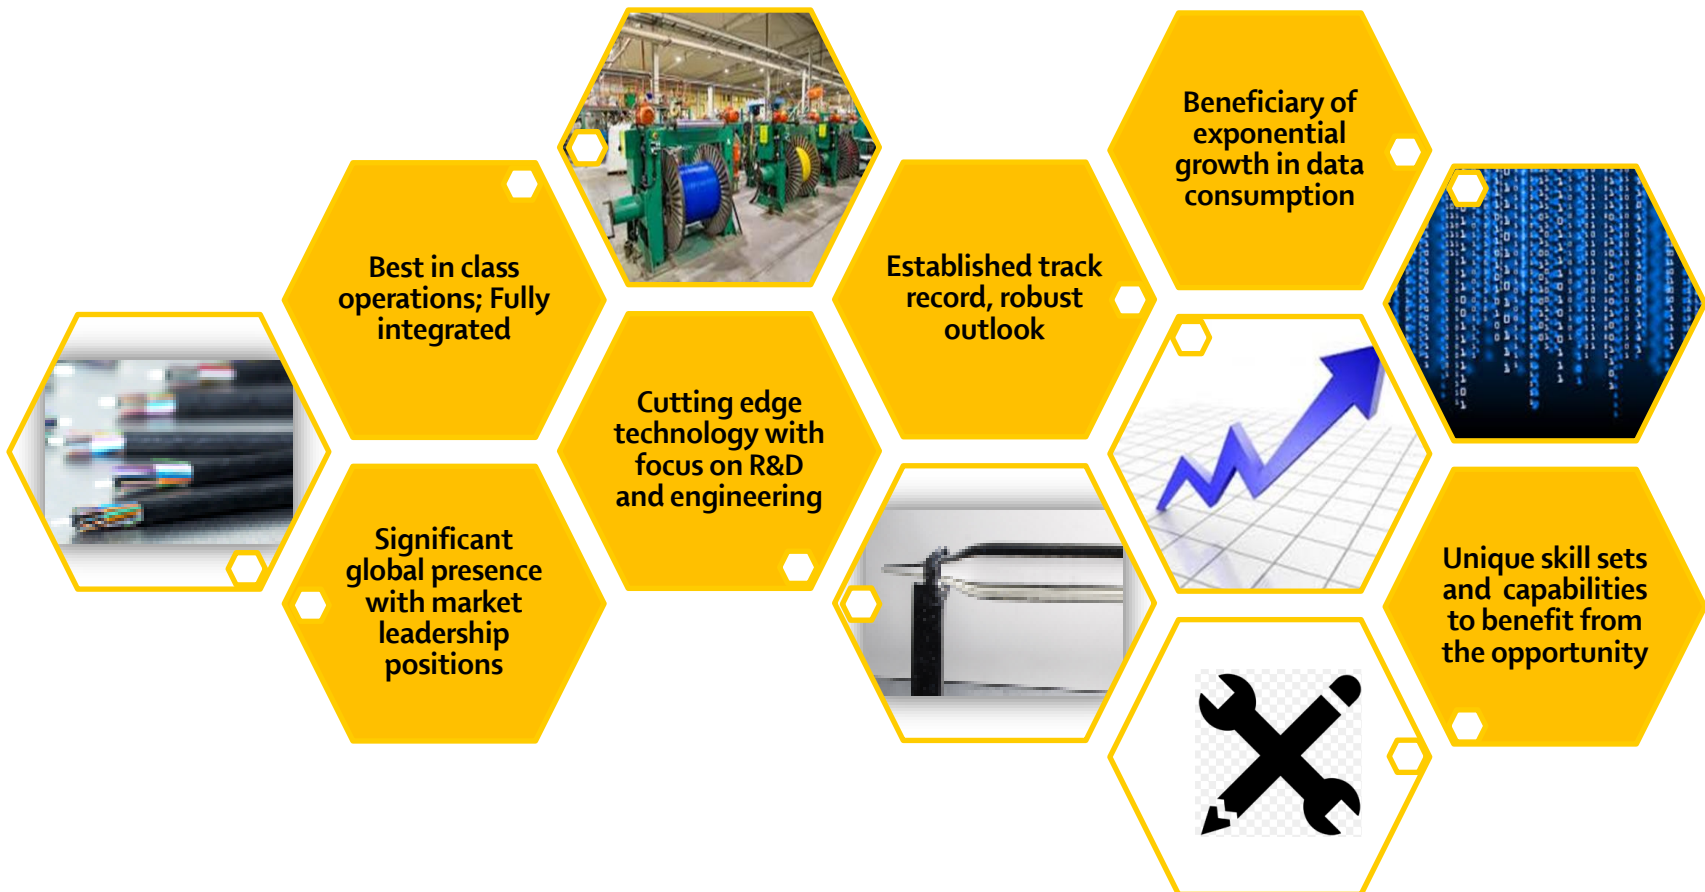 Best in class
operations; Fully
integrated
Significant
global presence
with market
leadership
positions
Cutting edge
technology with
focus on R&D
and engineering
Established track
record, robust
outlook
Beneficiary of
exponential
growth in data
consumption
Unique skill sets
and  capabilities
to benefit from
the opportunity